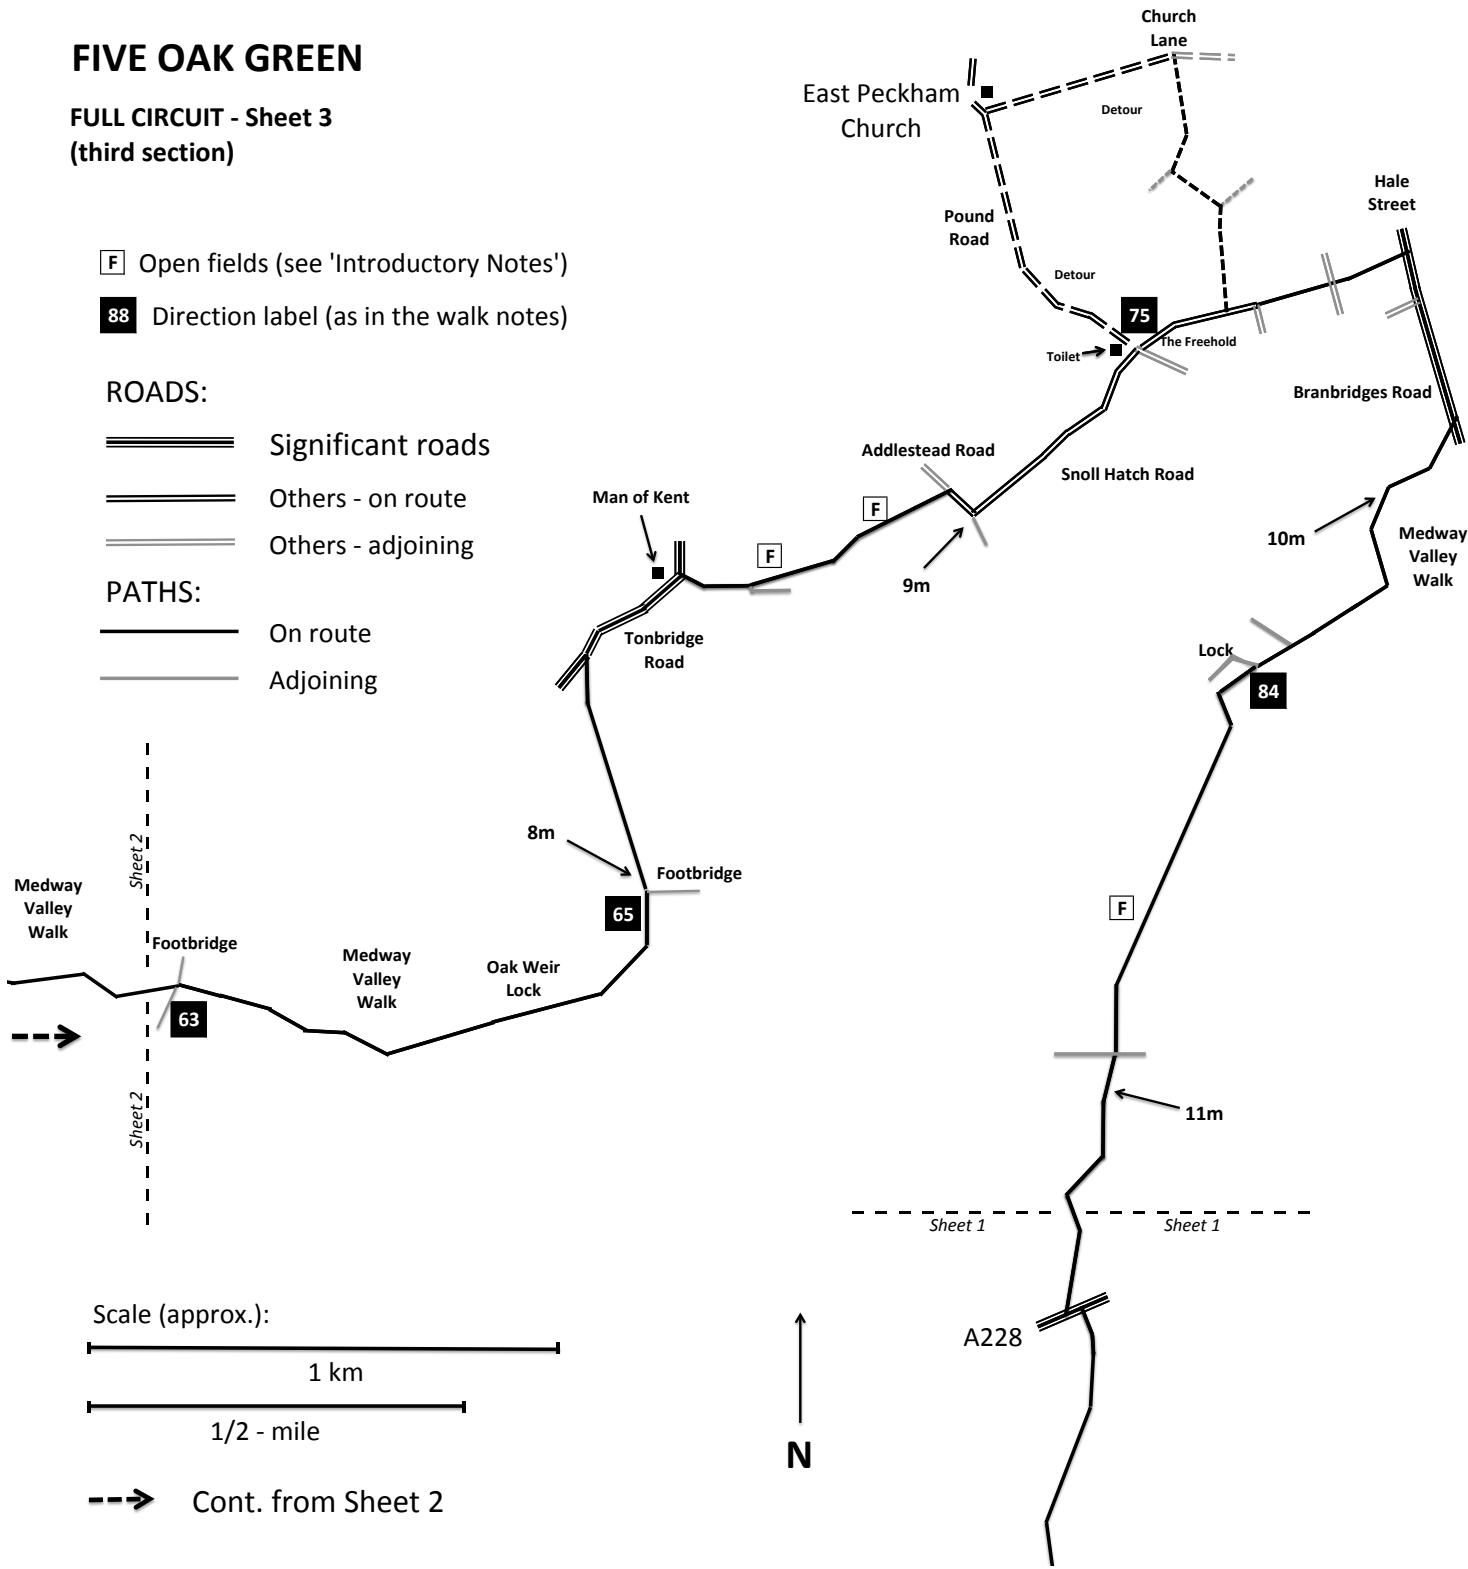 FIVE OAK GREEN
FULL CIRCUIT - Sheet 3
(third section)
F Open fields (see 'Introductory Notes')
88 Direction label (as in the walk notes)
ROADS:
Significant roads
Others - on route
Others - adjoining
PATHS:
On route
Adjoining
Church
Lane
East Peckham
Church
Detour
Hale
Street
Pound
Road
Detour
75
Toilet
The Freehold
Branbridges Road
Addlestead Road
Snoll Hatch Road
Man of Kent
F
F
9m
10m
Medway
Valley
Walk
Tonbridge
Road
Lock
84
8m
Footbridge
65
F
Sheet 2
Medway
Valley
Walk
Footbridge
63
Medway
Valley
Walk
Oak Weir
Lock
Sheet 2
11m
Sheet 1
Sheet 1
A228
Scale (approx.):
1 km
1/2 - mile
N
Cont. from Sheet 2